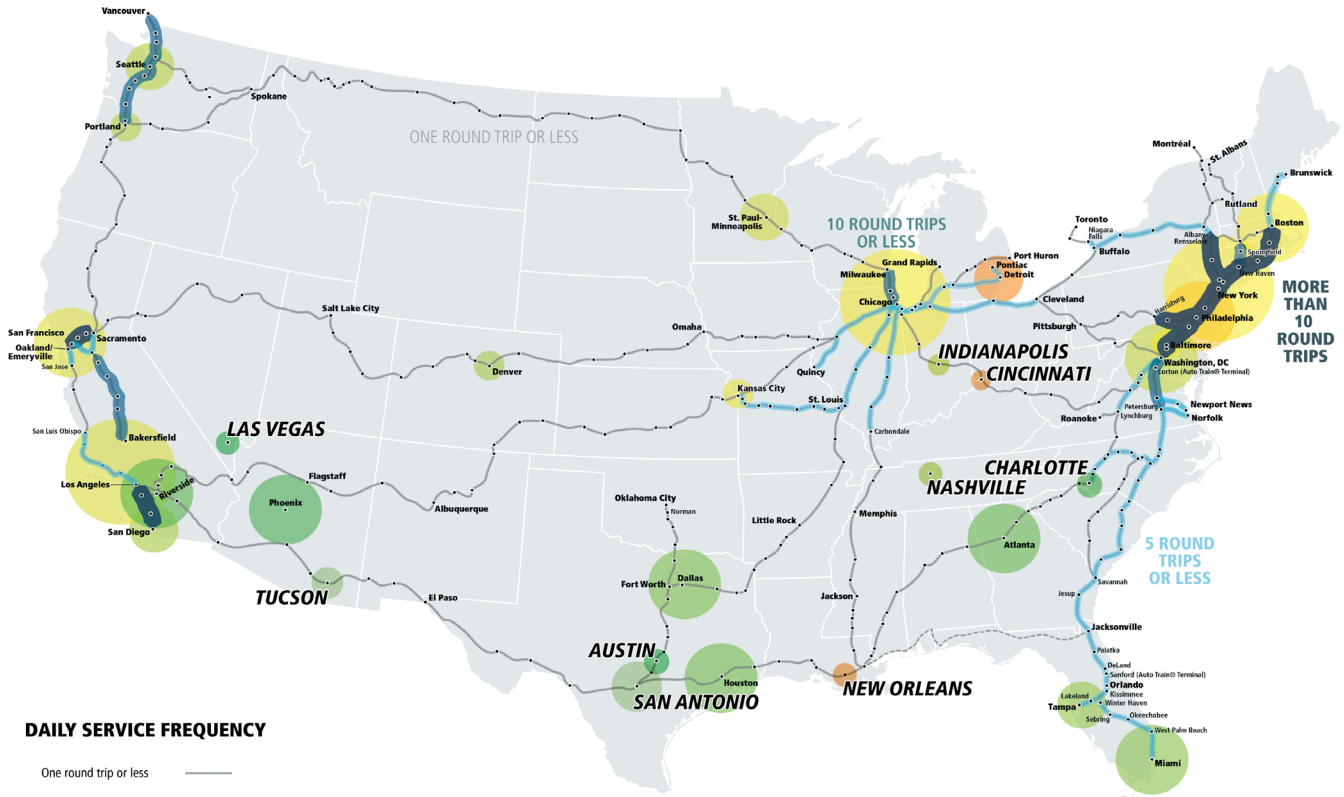 Vancouver
Seattle
Spokane
Portland
ONE ROUND TRIP OR LESS
St. Paul-
Minneapolis
10 ROUND TRIPS
OR LESS
Grand Rapids
Milwaukee
Chicago
Port Huron
Pontiac
Detroit
Toronto
Niagara
Falls
Buffalo
Cleveland
Montréal
St. Albans
Rutland
Brunswick
Boston
Albany
Rensselaer
Springfield
New Haven
New York
Harrisburg
Philadelphia
Pittsburgh
Baltimore
Washington, DC
Lorton (Auto Train® Terminal)
MORE
THAN
10
ROUND
TRIPS
San Francisco
Oakland/
Emeryville
San Jose
Sacramento
Salt Lake City
Omaha
Denver
Kansas City
Quincy
St. Louis
INDIANAPOLIS
CINCINNATI
Petersburg
Lynchburg
Roanoke
Newport News
Norfolk
San Luis Obispo
Bakersfield
LAS VEGAS
Carbondale
Los Angeles
Riverside
San Diego
Flagstaff
Phoenix
Albuquerque
Oklahoma City
Norman
Little Rock
Memphis
NASHVILLE
CHARLOTTE
Atlanta
5 ROUND
TRIPS
OR LESS
TUCSON
El Paso
Fort Worth
Dallas
Jackson
Savannah
Jesup
Jacksonville
Palatka
DeLand
Sanford (Auto Train® Terminal)
Orlando
Kissimmee
Winter Haven
Lakeland
Tampa
Sebring
Okeechobee
West Palm Beach
Miami
AUSTIN
SAN ANTONIO
Houston
NEW ORLEANS
DAILY SERVICE FREQUENCY
One round trip or less